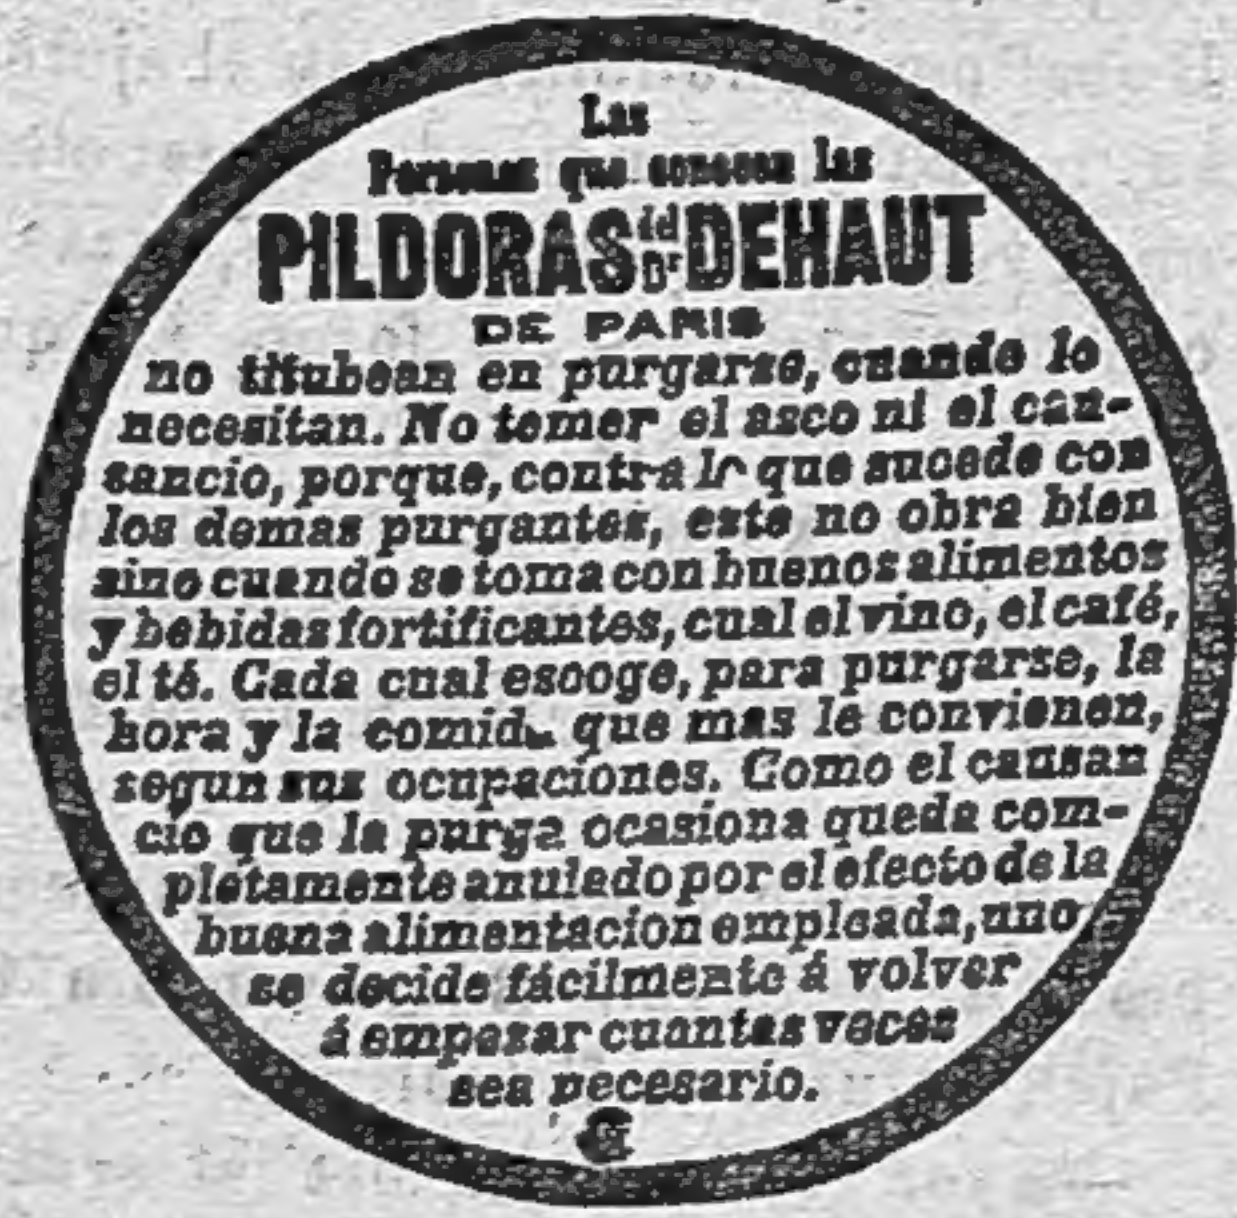 Las
Personas que conocen las
PILDORAS DEHAUT
DE PARIS
no titubean en purgarse, cuando lo
necesitan. No temer el asco ni el cau-
sancio, porque, contra lo que sucede con
los demas purgantes, este no obra bien
sino cuando se toma con buenos alimentos
y bebidas fortificantes, cual el vino, el café,
el té. Cada cual escoge, para purgarse, la
hora y la comid que mas le convienen,
segun sus ocupaciones. Como el causan
cio que la purga ocasiona queda com-
pletamente anulado por el efecto de la
buena alimentacion empleada, uno
se decide fácilmente á volver
á empezar cuantas veces
sea necesario.